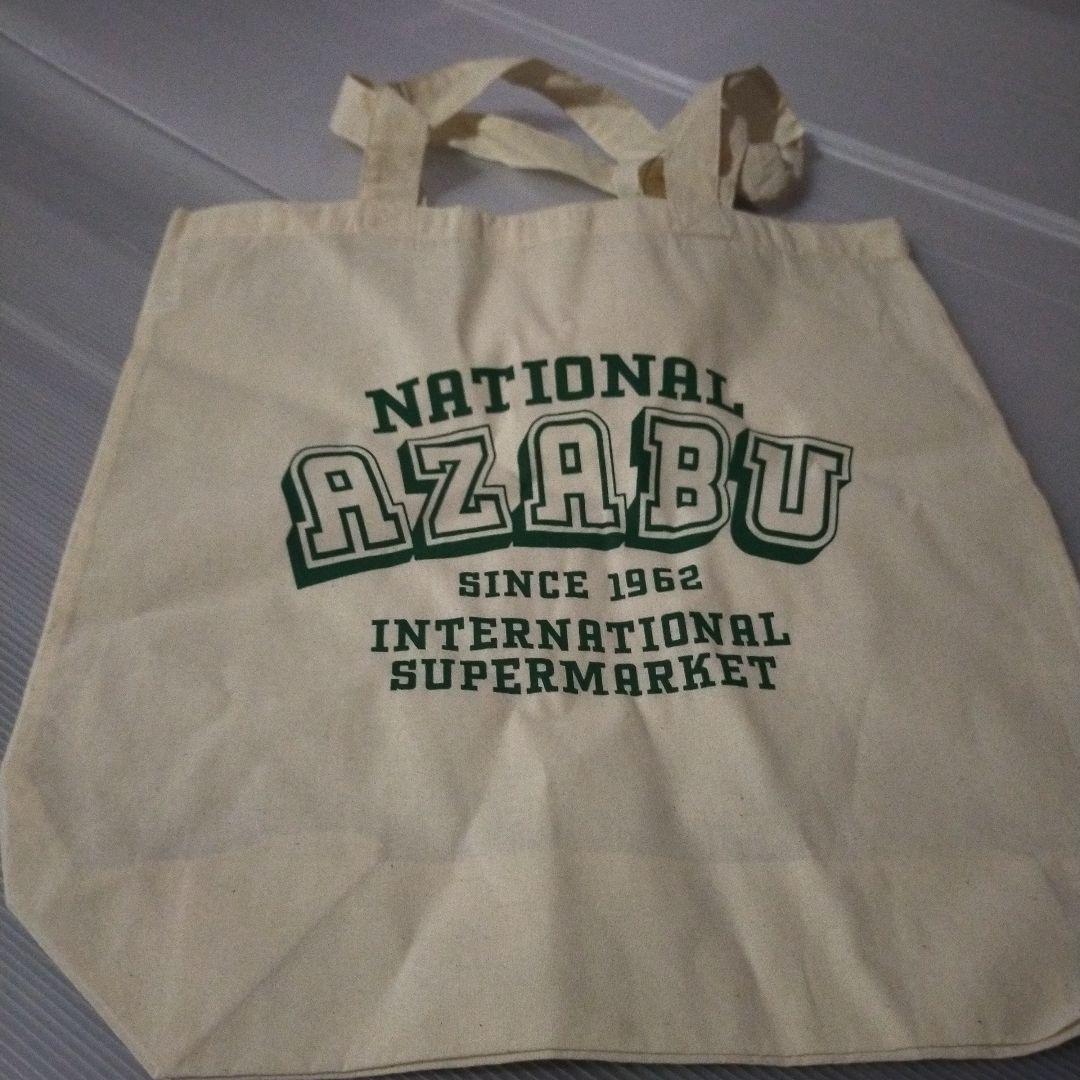 NATIONAL
AZABU
SINCE 1962
INTERNATIONAL
SUPERMARKET